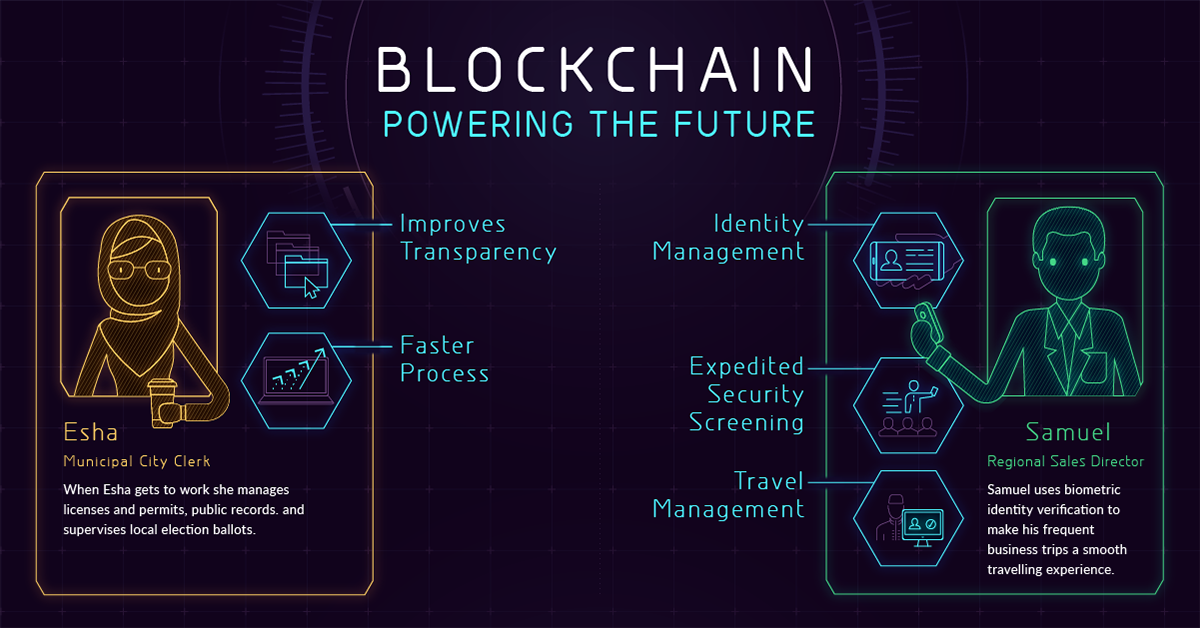 BLOCKCHAIN
POWERING THE FUTURE
Improves
Transparency
Faster
Process
Esha
Municipal City Clerk
When Esha gets to work she manages
licenses and permits, public records. and
supervises local election ballots.
Identity
Management
Expedited
Security
Screening
Travel
Management
Samuel
Regional Sales Director
Samuel uses biometric
identity verification to
make his frequent
business trips a smooth
travelling experience.